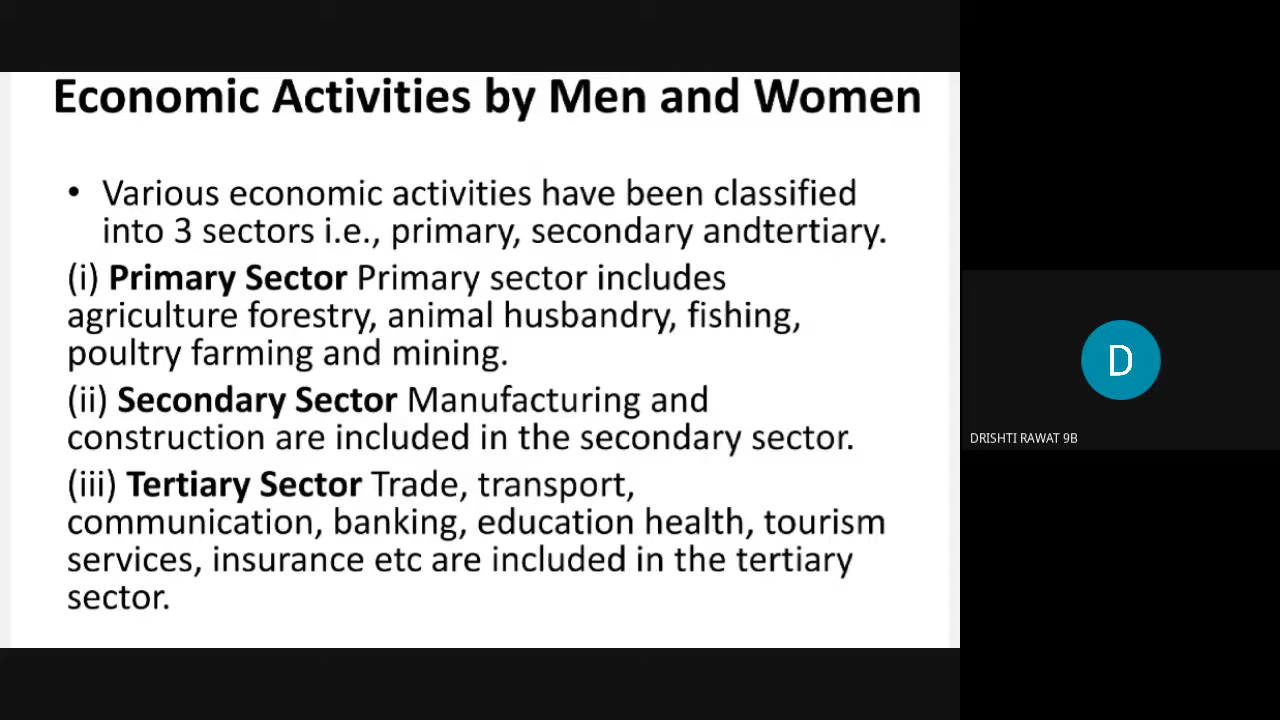 Economic Activities by Men and Women
• Various economic activities have been classified
into 3 sectors i.e., primary, secondary andtertiary.
(i) Primary Sector Primary sector includes
agriculture forestry, animal husbandry, fishing,
poultry farming and mining.
(ii) Secondary Sector Manufacturing and
construction are included in the secondary sector.
(iii) Tertiary Sector Trade, transport,
communication, banking, education health, tourism
services, insurance etc are included in the tertiary
sector.
D
DRISHTI RAWAT 9B